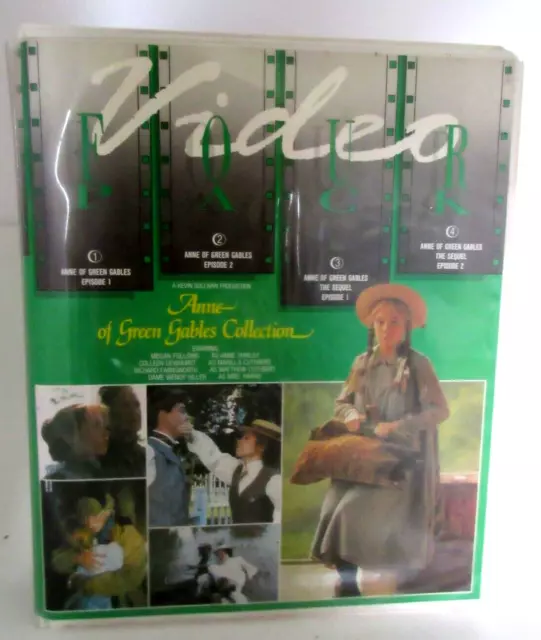 Video
FOUR
PACK
1
ANNE OF GREEN GABLES
EPISODE 1
2
ANNE OF GREEN GABLES
EPISODE 2
3
ANNE OF GREEN GABLES
THE SEQUEL
EPISODE 1
4
ANNE OF GREEN GABLES
THE SEQUEL
EPISODE 2
A KEVIN SULLIVAN PRODUCTION
Anne
of Green Gables Collection
STARRING
MEGAN FOLLOWS AS ANNE SHIRLEY
COLLEEN DEWHURST AS MARILLA CUTHBERT
RICHARD FARNSWORTH AS MATTHEW CUTHBERT
DAME WENDY HILLER AS MRS. HARRIS